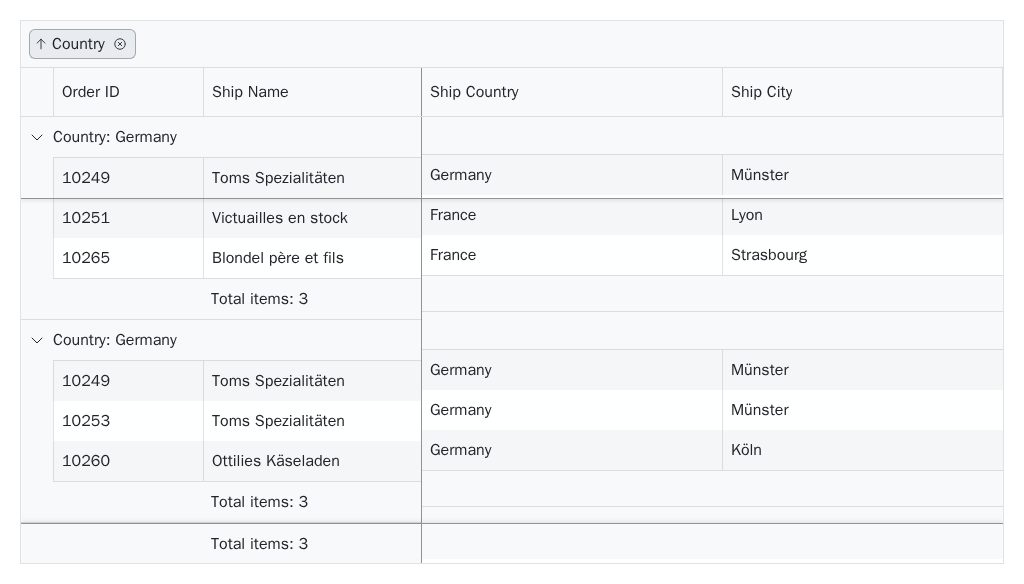 Country
Order ID Ship Name Ship Country Ship City
Country: Germany
10249 Toms Spezialitäten Germany Münster
10251 Victuailles en stock France Lyon
10265 Blondel père et fils France Strasbourg
Total items: 3
Country: Germany
10249 Toms Spezialitäten Germany Münster
10253 Toms Spezialitäten Germany Münster
10260 Ottilies Käseladen Germany Köln
Total items: 3
Total items: 3